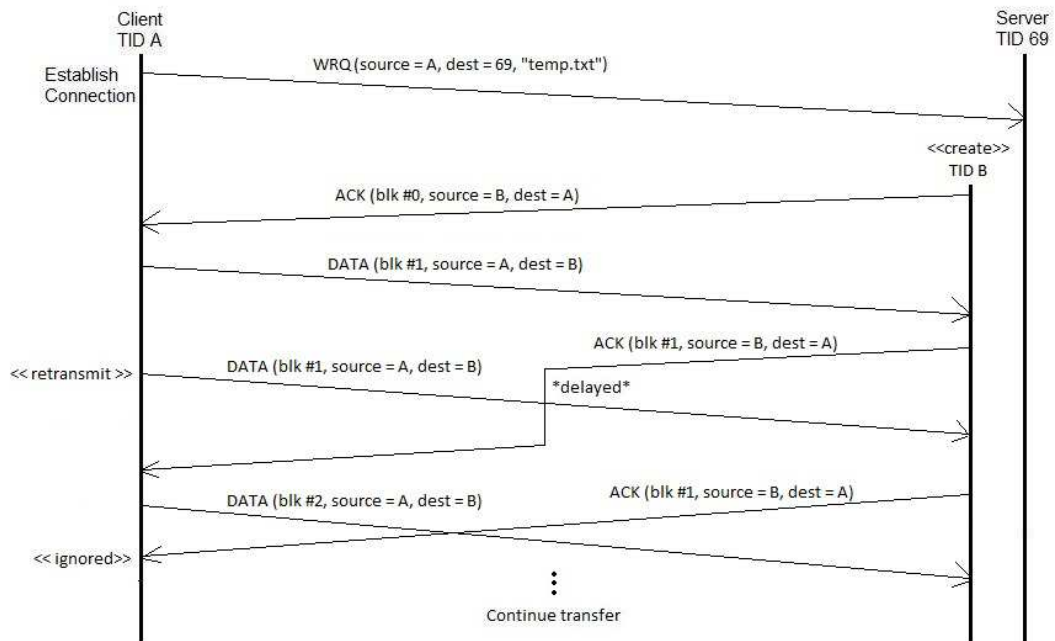 Client
TID A
Server
TID 69
Establish
Connection
WRQ (source = A, dest = 69, "temp.txt")
<<create>>
TID B
ACK (blk #0, source = B, dest = A)
DATA (blk #1, source = A, dest = B)
ACK (blk #1, source = B, dest = A)
<< retransmit >>
DATA (blk #1, source = A, dest = B)
*delayed*
DATA (blk #2, source = A, dest = B)
ACK (blk #1, source = B, dest = A)
<< ignored>>
Continue transfer